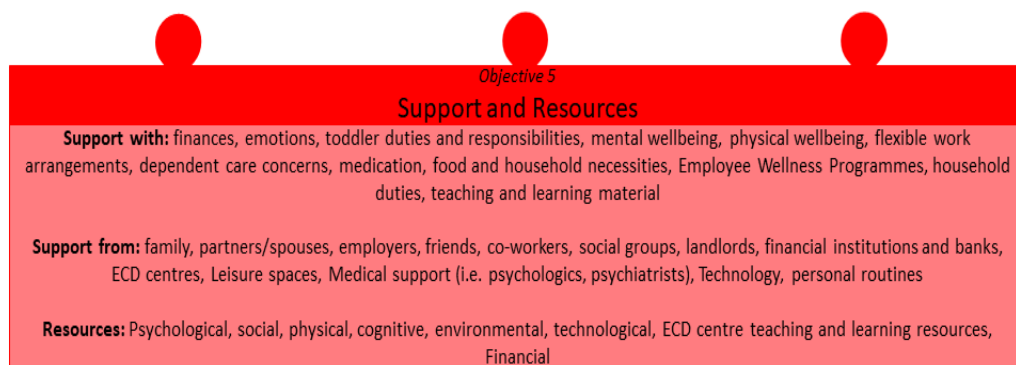 Objective 5
Support and Resources
Support with: finances, emotions, toddler duties and responsibilities, mental wellbeing, physical wellbeing, flexible work
arrangements, dependent care concerns, medication, food and household necessities, Employee Wellness Programmes, household
duties, teaching and learning material
Support from: family, partners/spouses, employers, friends, co-workers, social groups, landlords, financial institutions and banks,
ECD centres, Leisure spaces, Medical support (i.e. psychologics, psychiatrists), Technology, personal routines
Resources: Psychological, social, physical, cognitive, environmental, technological, ECD centre teaching and learning resources,
Financial